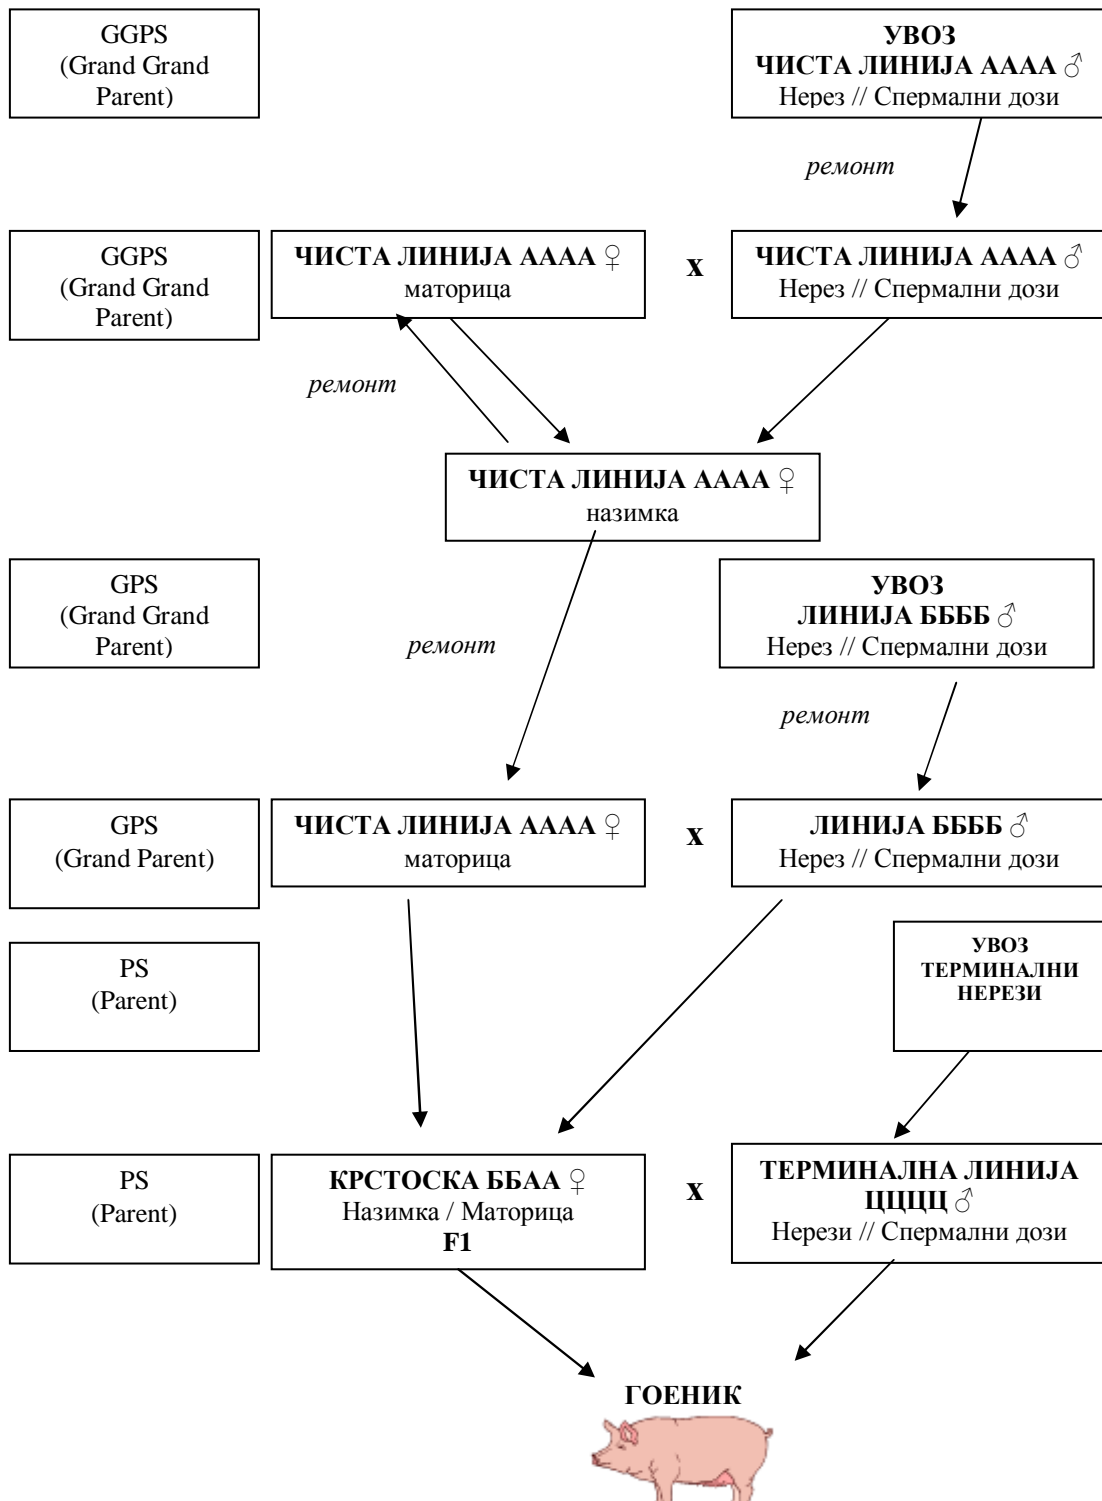 GGPS
(Grand Grand
Parent)
УВОЗ
ЧИСТА ЛИНИЈА АААА ♂
Нерез // Спермални дози
ремонт
GGPS
(Grand Grand
Parent)
ЧИСТА ЛИНИЈА АААА ♀
маторица
x
ЧИСТА ЛИНИЈА АААА ♂
Нерез // Спермални дози
ремонт
ЧИСТА ЛИНИЈА АААА ♀
назимка
GPS
(Grand Grand
Parent)
ремонт
УВОЗ
ЛИНИЈА ББББ ♂
Нерез // Спермални дози
ремонт
GPS
(Grand Parent)
ЧИСТА ЛИНИЈА АААА ♀
маторица
x
ЛИНИЈА ББББ ♂
Нерез // Спермални дози
PS
(Parent)
УВОЗ
ТЕРМИНАЛНИ
НЕРЕЗИ
PS
(Parent)
КРСТОСКА ББАА ♀
Назимка / Маторица
F1
x
ТЕРМИНАЛНА ЛИНИЈА
ЦЦЦЦ ♂
Нерези // Спермални дози
ГОЕНИК